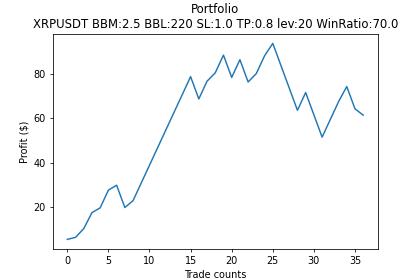 Portfolio
XRPUSDT BBM:2.5 BBL:220 SL:1.0 TP:0.8 lev:20 WinRatio:70.0
80
60
40
20
Profit ($)
0 5 10 15 20 25 30 35
Trade counts